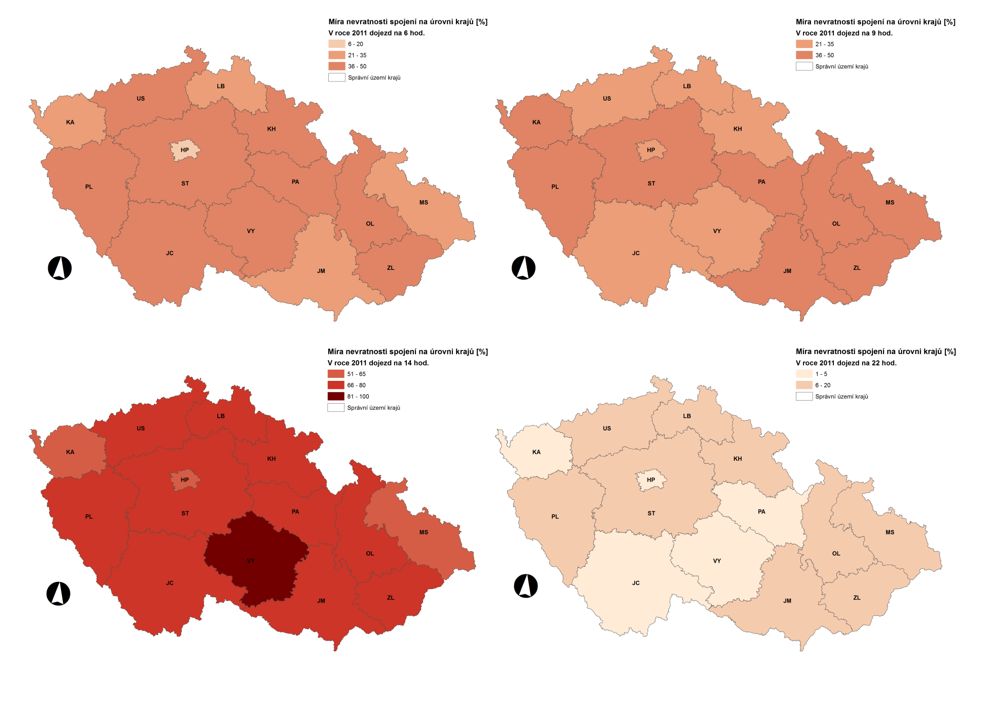 Míra nevratnosti spojení na úrovni krajů [%]
V roce 2011 dojezd na 6 hod.
6 - 20
21 - 35
36 - 50
Správní území krajů
LB
US
KA
KH
HP
PA
ST
PL
MS
OL
VY
JC
ZL
JM
Míra nevratnosti spojení na úrovni krajů [%]
V roce 2011 dojezd na 9 hod.
21 - 35
36 - 50
Správní území krajů
LB
US
KA
KH
HP
PA
ST
PL
MS
OL
VY
JC
ZL
JM
Míra nevratnosti spojení na úrovni krajů [%]
V roce 2011 dojezd na 14 hod.
51 - 65
66 - 80
81 - 100
Správní území krajů
LB
US
KA
KH
HP
PA
ST
PL
MS
OL
VY
JC
ZL
JM
Míra nevratnosti spojení na úrovni krajů [%]
V roce 2011 dojezd na 22 hod.
1 - 5
6 - 20
Správní území krajů
LB
US
KA
KH
HP
PA
ST
PL
MS
OL
VY
JC
ZL
JM